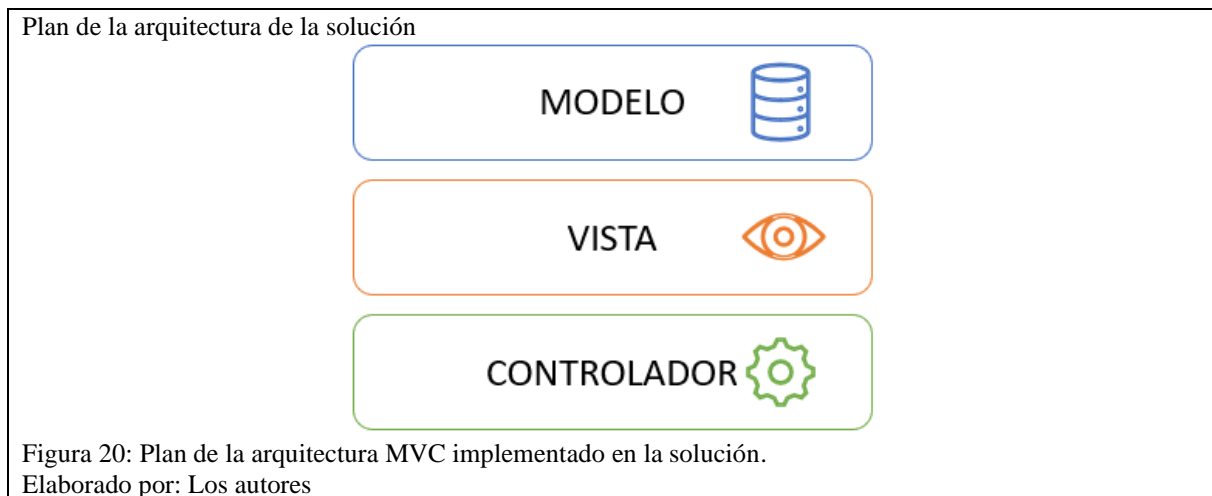 Plan de la arquitectura de la solución
MODELO
VISTA
CONTROLADOR
Figura 20: Plan de la arquitectura MVC implementado en la solución.
Elaborado por: Los autores